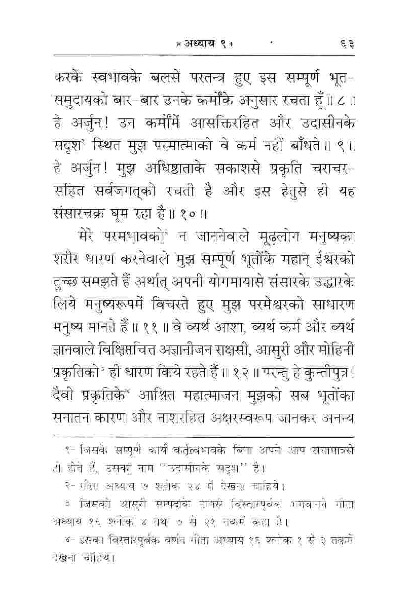 * अध्याय ९ *
६३
करके स्वभावके बलसे परतन्त्र हुए इस सम्पूर्ण भूत-
समुदायको बार-बार उनके कर्मोंके अनुसार रचता हूँ॥ ८॥
हे अर्जुन! उन कर्मोंमें आसक्तिरहित और उदासीनके
सदृश¹ स्थित मुझ परमात्माको वे कर्म नहीं बाँधते॥ ९॥
हे अर्जुन! मुझ अधिष्ठाताके सकाशसे प्रकृति चराचर-
सहित सर्वजगत्‌को रचती है और इस हेतुसे ही यह
संसारचक्र घूम रहा है॥ १०॥
मेरे परमभावको² न जाननेवाले मूढ़लोग मनुष्यका
शरीर धारण करनेवाले मुझ सम्पूर्ण भूतोंके महान् ईश्वरको
तुच्छ समझते हैं अर्थात् अपनी योगमायासे संसारके उद्धारके
लिये मनुष्यरूपमें विचरते हुए मुझ परमेश्वरको साधारण
मनुष्य मानते हैं॥ ११॥ वे व्यर्थ आशा, व्यर्थ कर्म और व्यर्थ
ज्ञानवाले विक्षिप्तचित्त अज्ञानीजन राक्षसी, आसुरी और मोहिनी
प्रकृतिको³ ही धारण किये रहते हैं॥ १२॥ परन्तु हे कुन्तीपुत्र!
दैवी प्रकृतिके⁴ आश्रित महात्माजन मुझको सब भूतोंका
सनातन कारण और नाशरहित अक्षरस्वरूप जानकर अनन्य
१- जिसके सम्पूर्ण कार्य कर्तृत्वभावके बिना अपने आप सत्तामात्रसे
ही होते हैं, उसका नाम "उदासीनके सदृश" है।
२- गीता अध्याय ७ श्लोक २४ में देखना चाहिये।
३- जिसको आसुरी सम्पदाके नामसे विस्तारपूर्वक भगवान्‌ने गीता
अध्याय १६ श्लोक ४ तथा ७ से २१ तकमें कहा है।
४- इसका विस्तारपूर्वक वर्णन गीता अध्याय १६ श्लोक १ से ३ तकमें
देखना चाहिये।